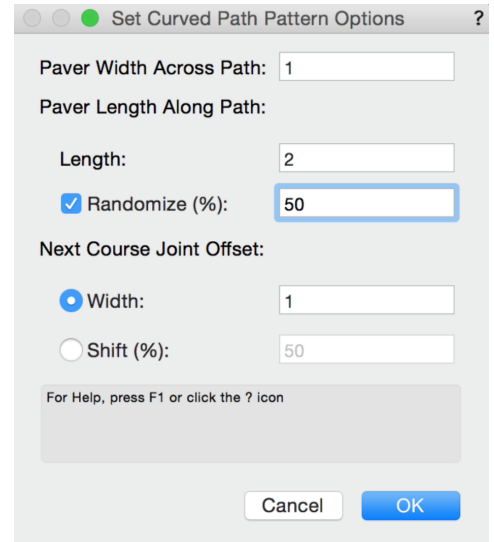 Set Curved Path Pattern Options ?
Paver Width Across Path: 1
Paver Length Along Path:
Length: 2
Randomize (%): 50
Next Course Joint Offset:
Width: 1
Shift (%): 50
For Help, press F1 or click the ? icon
Cancel OK